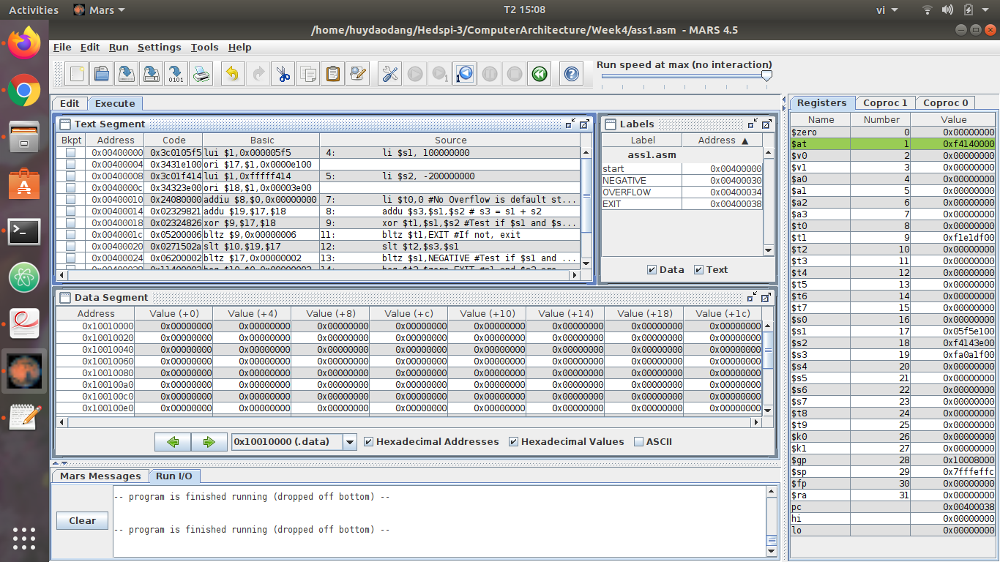 Activities Mars T2 15:08 vi
/home/huydaodang/Hedspi-3/ComputerArchitecture/Week4/ass1.asm - MARS 4.5
File Edit Run Settings Tools Help
Run speed at max (no interaction)
Edit Execute
Registers Coproc 1 Coproc 0
Text Segment
Bkpt Address Code Basic Source
0x00400000 0x3c0105f5 lui $1,0x000005f5 4: li $s1, 100000000
0x00400004 0x3431e100 ori $17,$1,0x0000e100
0x00400008 0x3c01f414 lui $1,0xfffff414 5: li $s2, -200000000
0x0040000c 0x34323e00 ori $18,$1,0x00003e00
0x00400010 0x24080000 addiu $8,$0,0x00000000 7: li $t0,0 #No Overflow is default st...
0x00400014 0x02329821 addu $19,$17,$18 8: addu $s3,$s1,$s2 # s3 = s1 + s2
0x00400018 0x02324826 xor $9,$17,$18 9: xor $t1,$s1,$s2 #Test if $s1 and $s...
0x0040001c 0x05200006 bltz $9,0x00000006 11: bltz $t1,EXIT #If not, exit
0x00400020 0x0271502a slt $10,$19,$17 12: slt $t2,$s3,$s1
0x00400024 0x06200002 bltz $17,0x00000002 13: bltz $s1,NEGATIVE #Test if $s1 and ...
Labels
Label Address ▲
ass1.asm
start 0x00400000
NEGATIVE 0x00400030
OVERFLOW 0x00400034
EXIT 0x00400038
Data Text
Data Segment
Address Value (+0) Value (+4) Value (+8) Value (+c) Value (+10) Value (+14) Value (+18) Value (+1c)
0x10010000 0x00000000 0x00000000 0x00000000 0x00000000 0x00000000 0x00000000 0x00000000 0x00000000
0x10010020 0x00000000 0x00000000 0x00000000 0x00000000 0x00000000 0x00000000 0x00000000 0x00000000
0x10010040 0x00000000 0x00000000 0x00000000 0x00000000 0x00000000 0x00000000 0x00000000 0x00000000
0x10010060 0x00000000 0x00000000 0x00000000 0x00000000 0x00000000 0x00000000 0x00000000 0x00000000
0x10010080 0x00000000 0x00000000 0x00000000 0x00000000 0x00000000 0x00000000 0x00000000 0x00000000
0x100100a0 0x00000000 0x00000000 0x00000000 0x00000000 0x00000000 0x00000000 0x00000000 0x00000000
0x100100c0 0x00000000 0x00000000 0x00000000 0x00000000 0x00000000 0x00000000 0x00000000 0x00000000
0x100100e0 0x00000000 0x00000000 0x00000000 0x00000000 0x00000000 0x00000000 0x00000000 0x00000000
0x10010000 (.data) Hexadecimal Addresses Hexadecimal Values ASCII
Mars Messages Run I/O
-- program is finished running (dropped off bottom) --
Clear
-- program is finished running (dropped off bottom) --
Name Number Value
$zero 0 0x00000000
$at 1 0xf4140000
$v0 2 0x00000000
$v1 3 0x00000000
$a0 4 0x00000000
$a1 5 0x00000000
$a2 6 0x00000000
$a3 7 0x00000000
$t0 8 0x00000000
$t1 9 0xf1e1df00
$t2 10 0x00000000
$t3 11 0x00000000
$t4 12 0x00000000
$t5 13 0x00000000
$t6 14 0x00000000
$t7 15 0x00000000
$s0 16 0x00000000
$s1 17 0x05f5e100
$s2 18 0xf4143e00
$s3 19 0xfa0a1f00
$s4 20 0x00000000
$s5 21 0x00000000
$s6 22 0x00000000
$s7 23 0x00000000
$t8 24 0x00000000
$t9 25 0x00000000
$k0 26 0x00000000
$k1 27 0x00000000
$gp 28 0x10008000
$sp 29 0x7fffeffc
$fp 30 0x00000000
$ra 31 0x00000000
pc 0x00400038
hi 0x00000000
lo 0x00000000